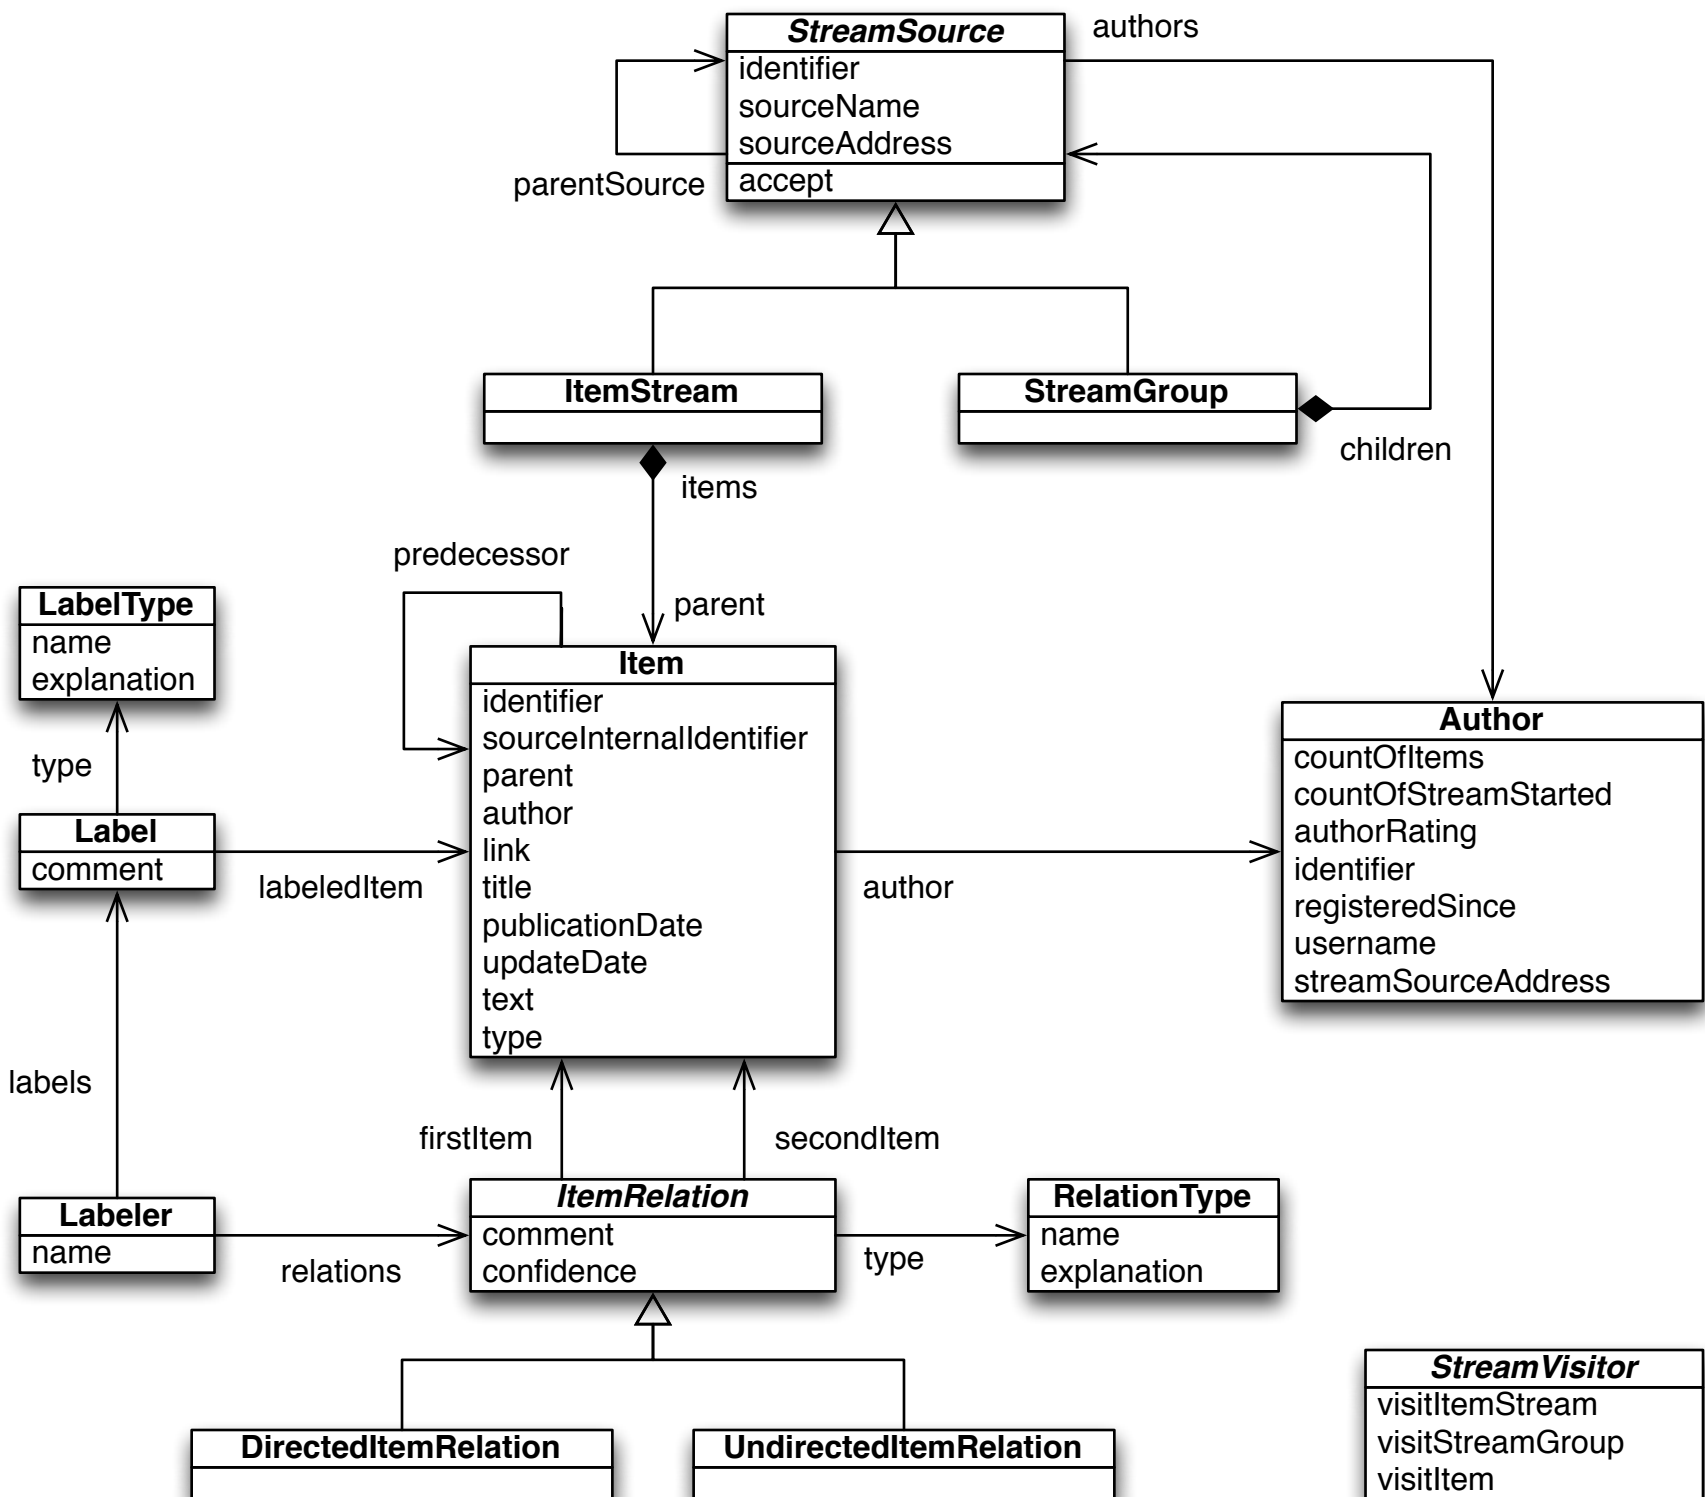 StreamSource
identifier
sourceName
sourceAddress
accept
authors
parentSource
ItemStream
StreamGroup
children
items
predecessor
parent
LabelType
name
explanation
type
Label
comment
labeledItem
Item
identifier
sourceInternalIdentifier
parent
author
link
title
publicationDate
updateDate
text
type
author
Author
countOfItems
countOfStreamStarted
authorRating
identifier
registeredSince
username
streamSourceAddress
labels
firstItem
secondItem
Labeler
name
relations
ItemRelation
comment
confidence
type
RelationType
name
explanation
DirectedItemRelation
UndirectedItemRelation
StreamVisitor
visitItemStream
visitStreamGroup
visitItem